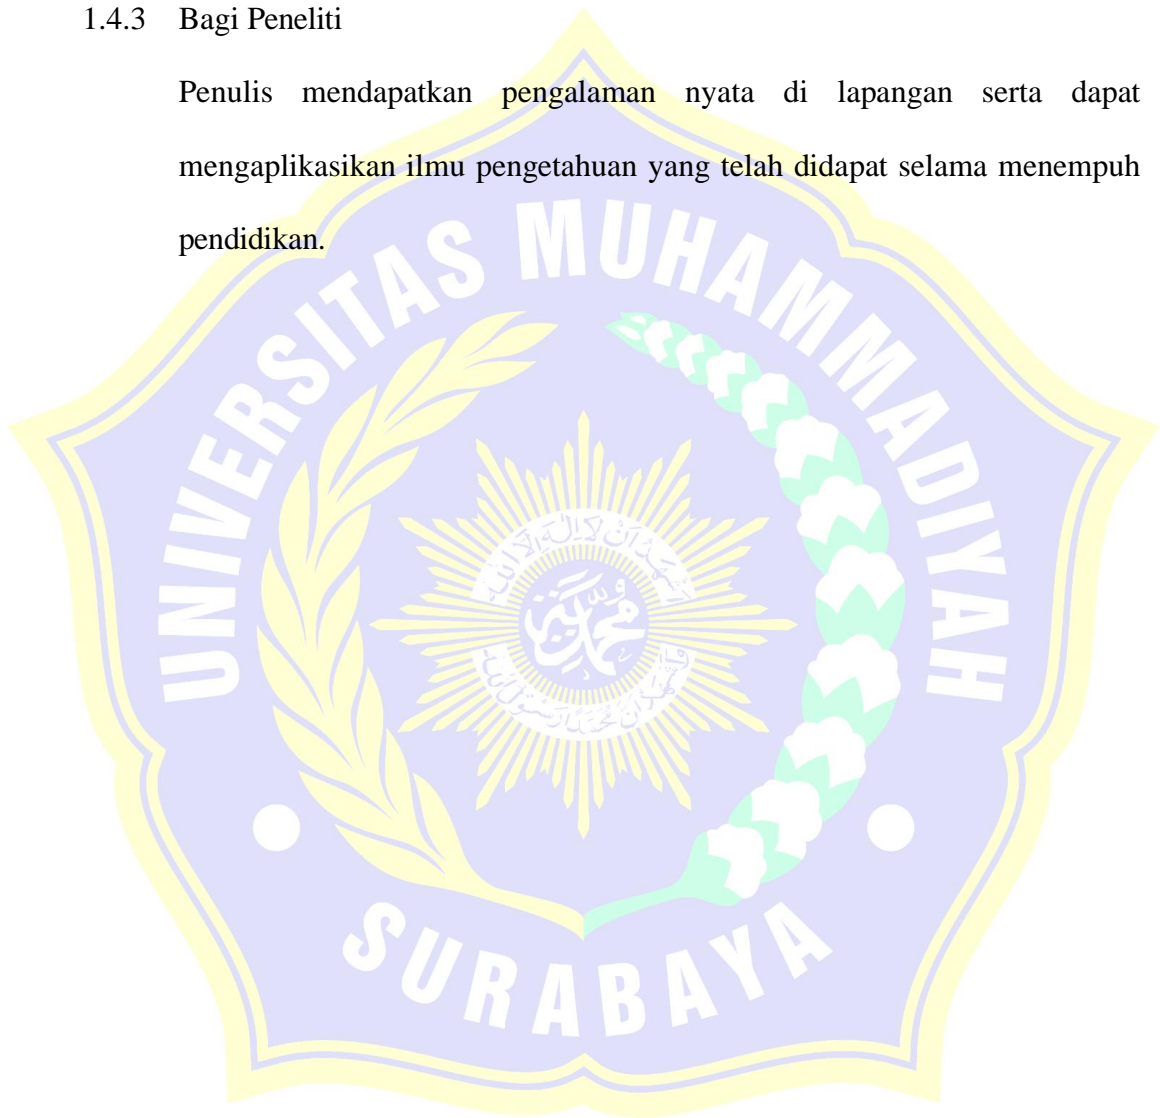 1.4.3 Bagi Peneliti
Penulis mendapatkan pengalaman nyata di lapangan serta dapat
mengaplikasikan ilmu pengetahuan yang telah didapat selama menempuh
pendidikan.
UNIVERSITAS MUHAMMADIYAH
SURABAYA